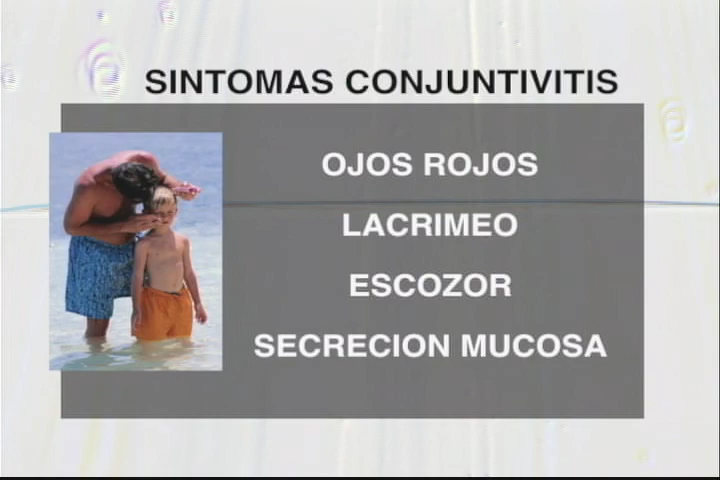 SINTOMAS CONJUNTIVITIS
OJOS ROJOS
LACRIMEO
ESCOZOR
SECRECION MUCOSA